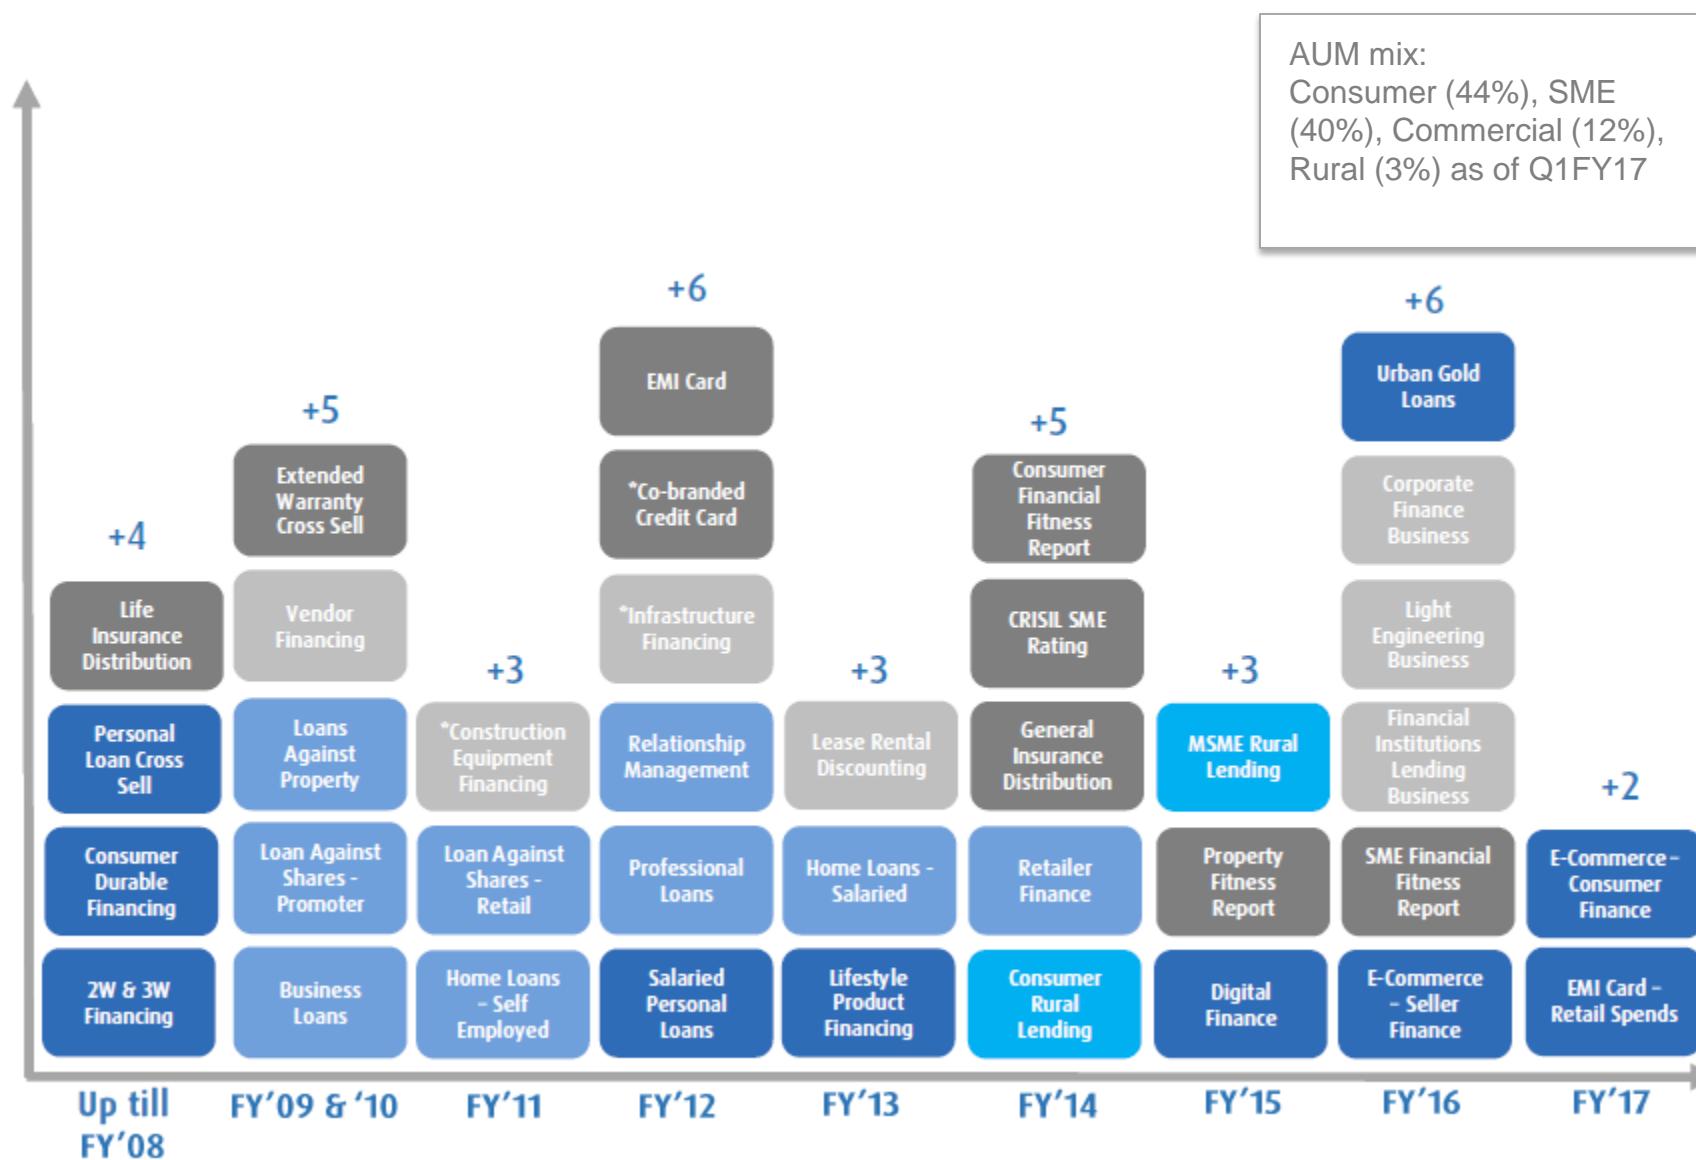 AUM mix:
Consumer (44%), SME
(40%), Commercial (12%),
Rural (3%) as of Q1FY17
+4
Life
Insurance
Distribution
Personal
Loan Cross
Sell
Consumer
Durable
Financing
2W & 3W
Financing
Up till
FY'08
+5
Extended
Warranty
Cross Sell
Vendor
Financing
Loans
Against
Property
Loan Against
Shares -
Promoter
Business
Loans
FY'09 & '10
+3
*Construction
Equipment
Financing
Loan Against
Shares -
Retail
Home Loans
- Self
Employed
FY'11
+6
EMI Card
*Co-branded
Credit Card
*Infrastructure
Financing
Relationship
Management
Professional
Loans
Salaried
Personal
Loans
FY'12
+3
Lease Rental
Discounting
Home Loans -
Salaried
Lifestyle
Product
Financing
FY'13
+5
Consumer
Financial
Fitness
Report
CRISIL SME
Rating
General
Insurance
Distribution
Retailer
Finance
Consumer
Rural
Lending
FY'14
+3
MSME Rural
Lending
Property
Fitness
Report
Digital
Finance
FY'15
+6
Urban Gold
Loans
Corporate
Finance
Business
Light
Engineering
Business
Financial
Institutions
Lending
Business
SME Financial
Fitness
Report
E-Commerce
– Seller
Finance
FY'16
+2
E-Commerce –
Consumer
Finance
EMI Card –
Retail Spends
FY'17